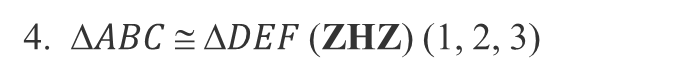 4. ΔABC ≅ ΔDEF (ZHZ) (1, 2, 3)